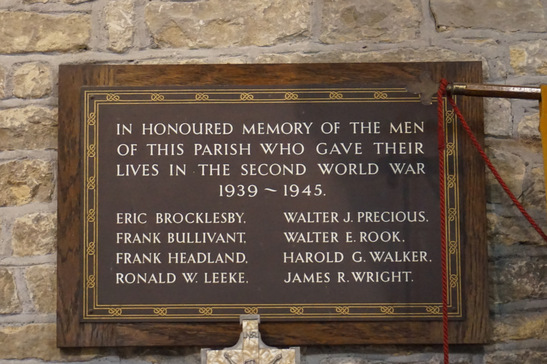 IN HONOURED MEMORY OF THE MEN
OF THIS PARISH WHO GAVE THEIR
LIVES IN THE SECOND WORLD WAR
1939 ~ 1945.
ERIC BROCKLESBY.
FRANK BULLIVANT.
FRANK HEADLAND.
RONALD W. LEEKE.
WALTER J. PRECIOUS.
WALTER E. ROOK.
HAROLD G. WALKER.
JAMES R. WRIGHT.